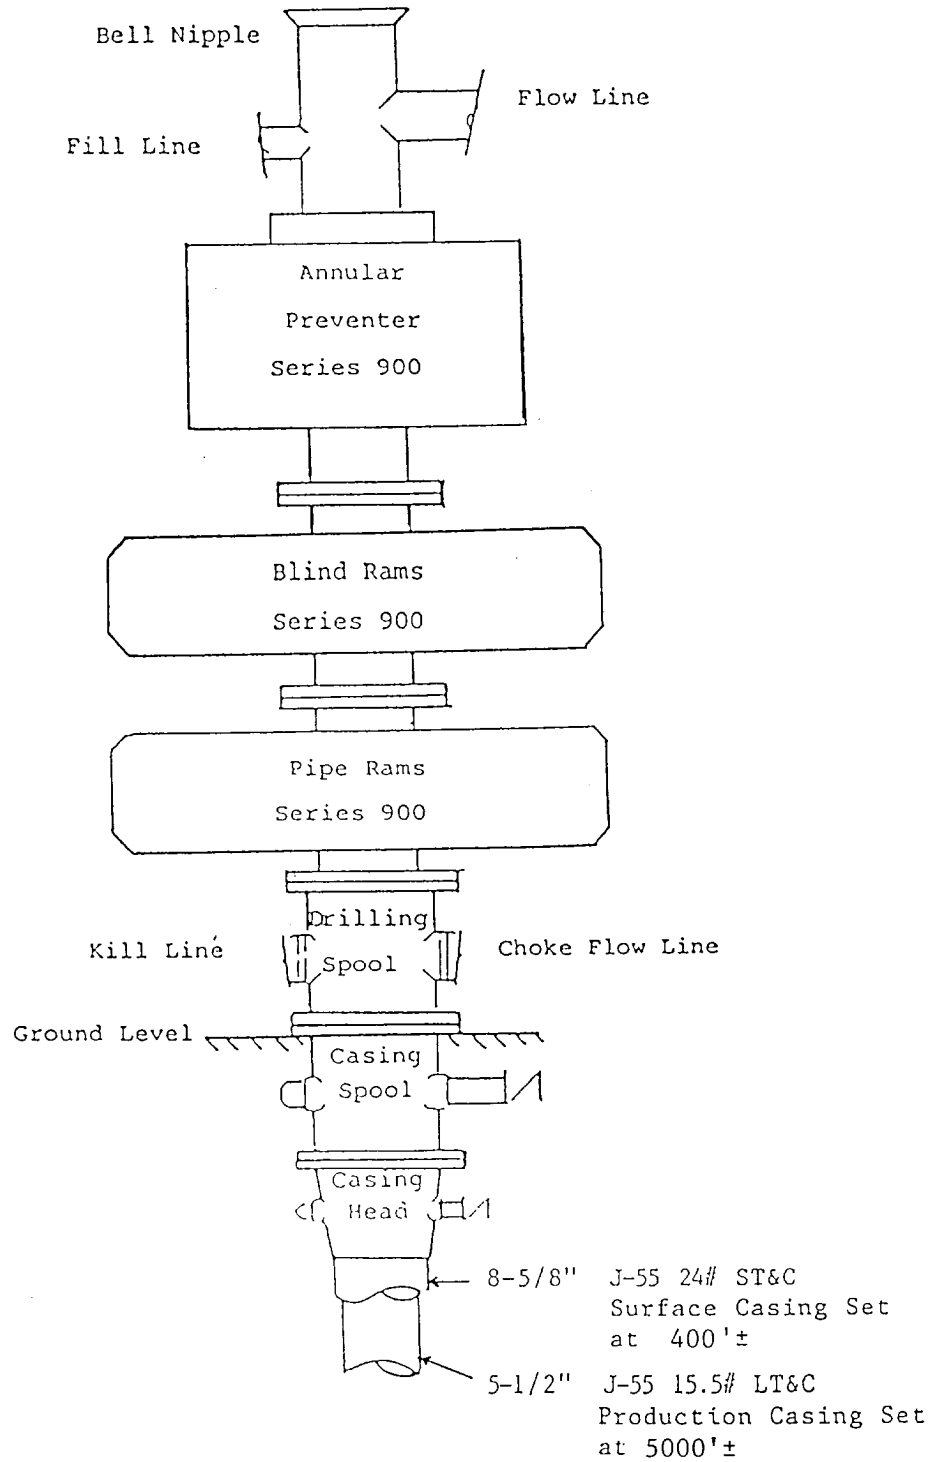 Bell Nipple
Flow Line
Fill Line
Annular
Preventer
Series 900
Blind Rams
Series 900
Pipe Rams
Series 900
Drilling
Kill Line
Spool
Choke Flow Line
Ground Level
Casing
Spool
Casing
Head
8-5/8" J-55 24# ST&C
Surface Casing Set
at 400'±
5-1/2" J-55 15.5# LT&C
Production Casing Set
at 5000'±